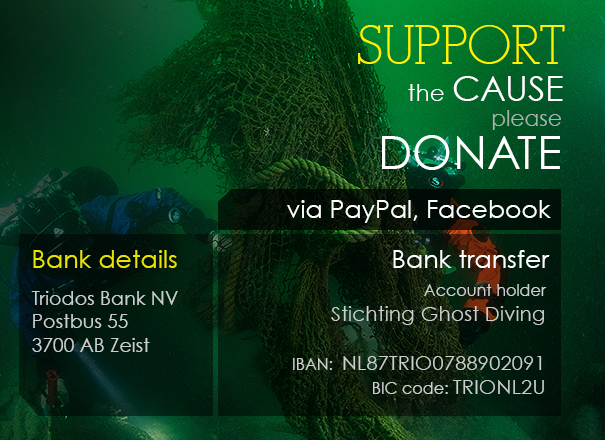 SUPPORT
the CAUSE
please
DONATE
via PayPal, Facebook
Bank details
Triodos Bank NV
Postbus 55
3700 AB Zeist
Bank transfer
Account holder
Stichting Ghost Diving
IBAN: NL87TRIO0788902091
BIC code: TRIONL2U